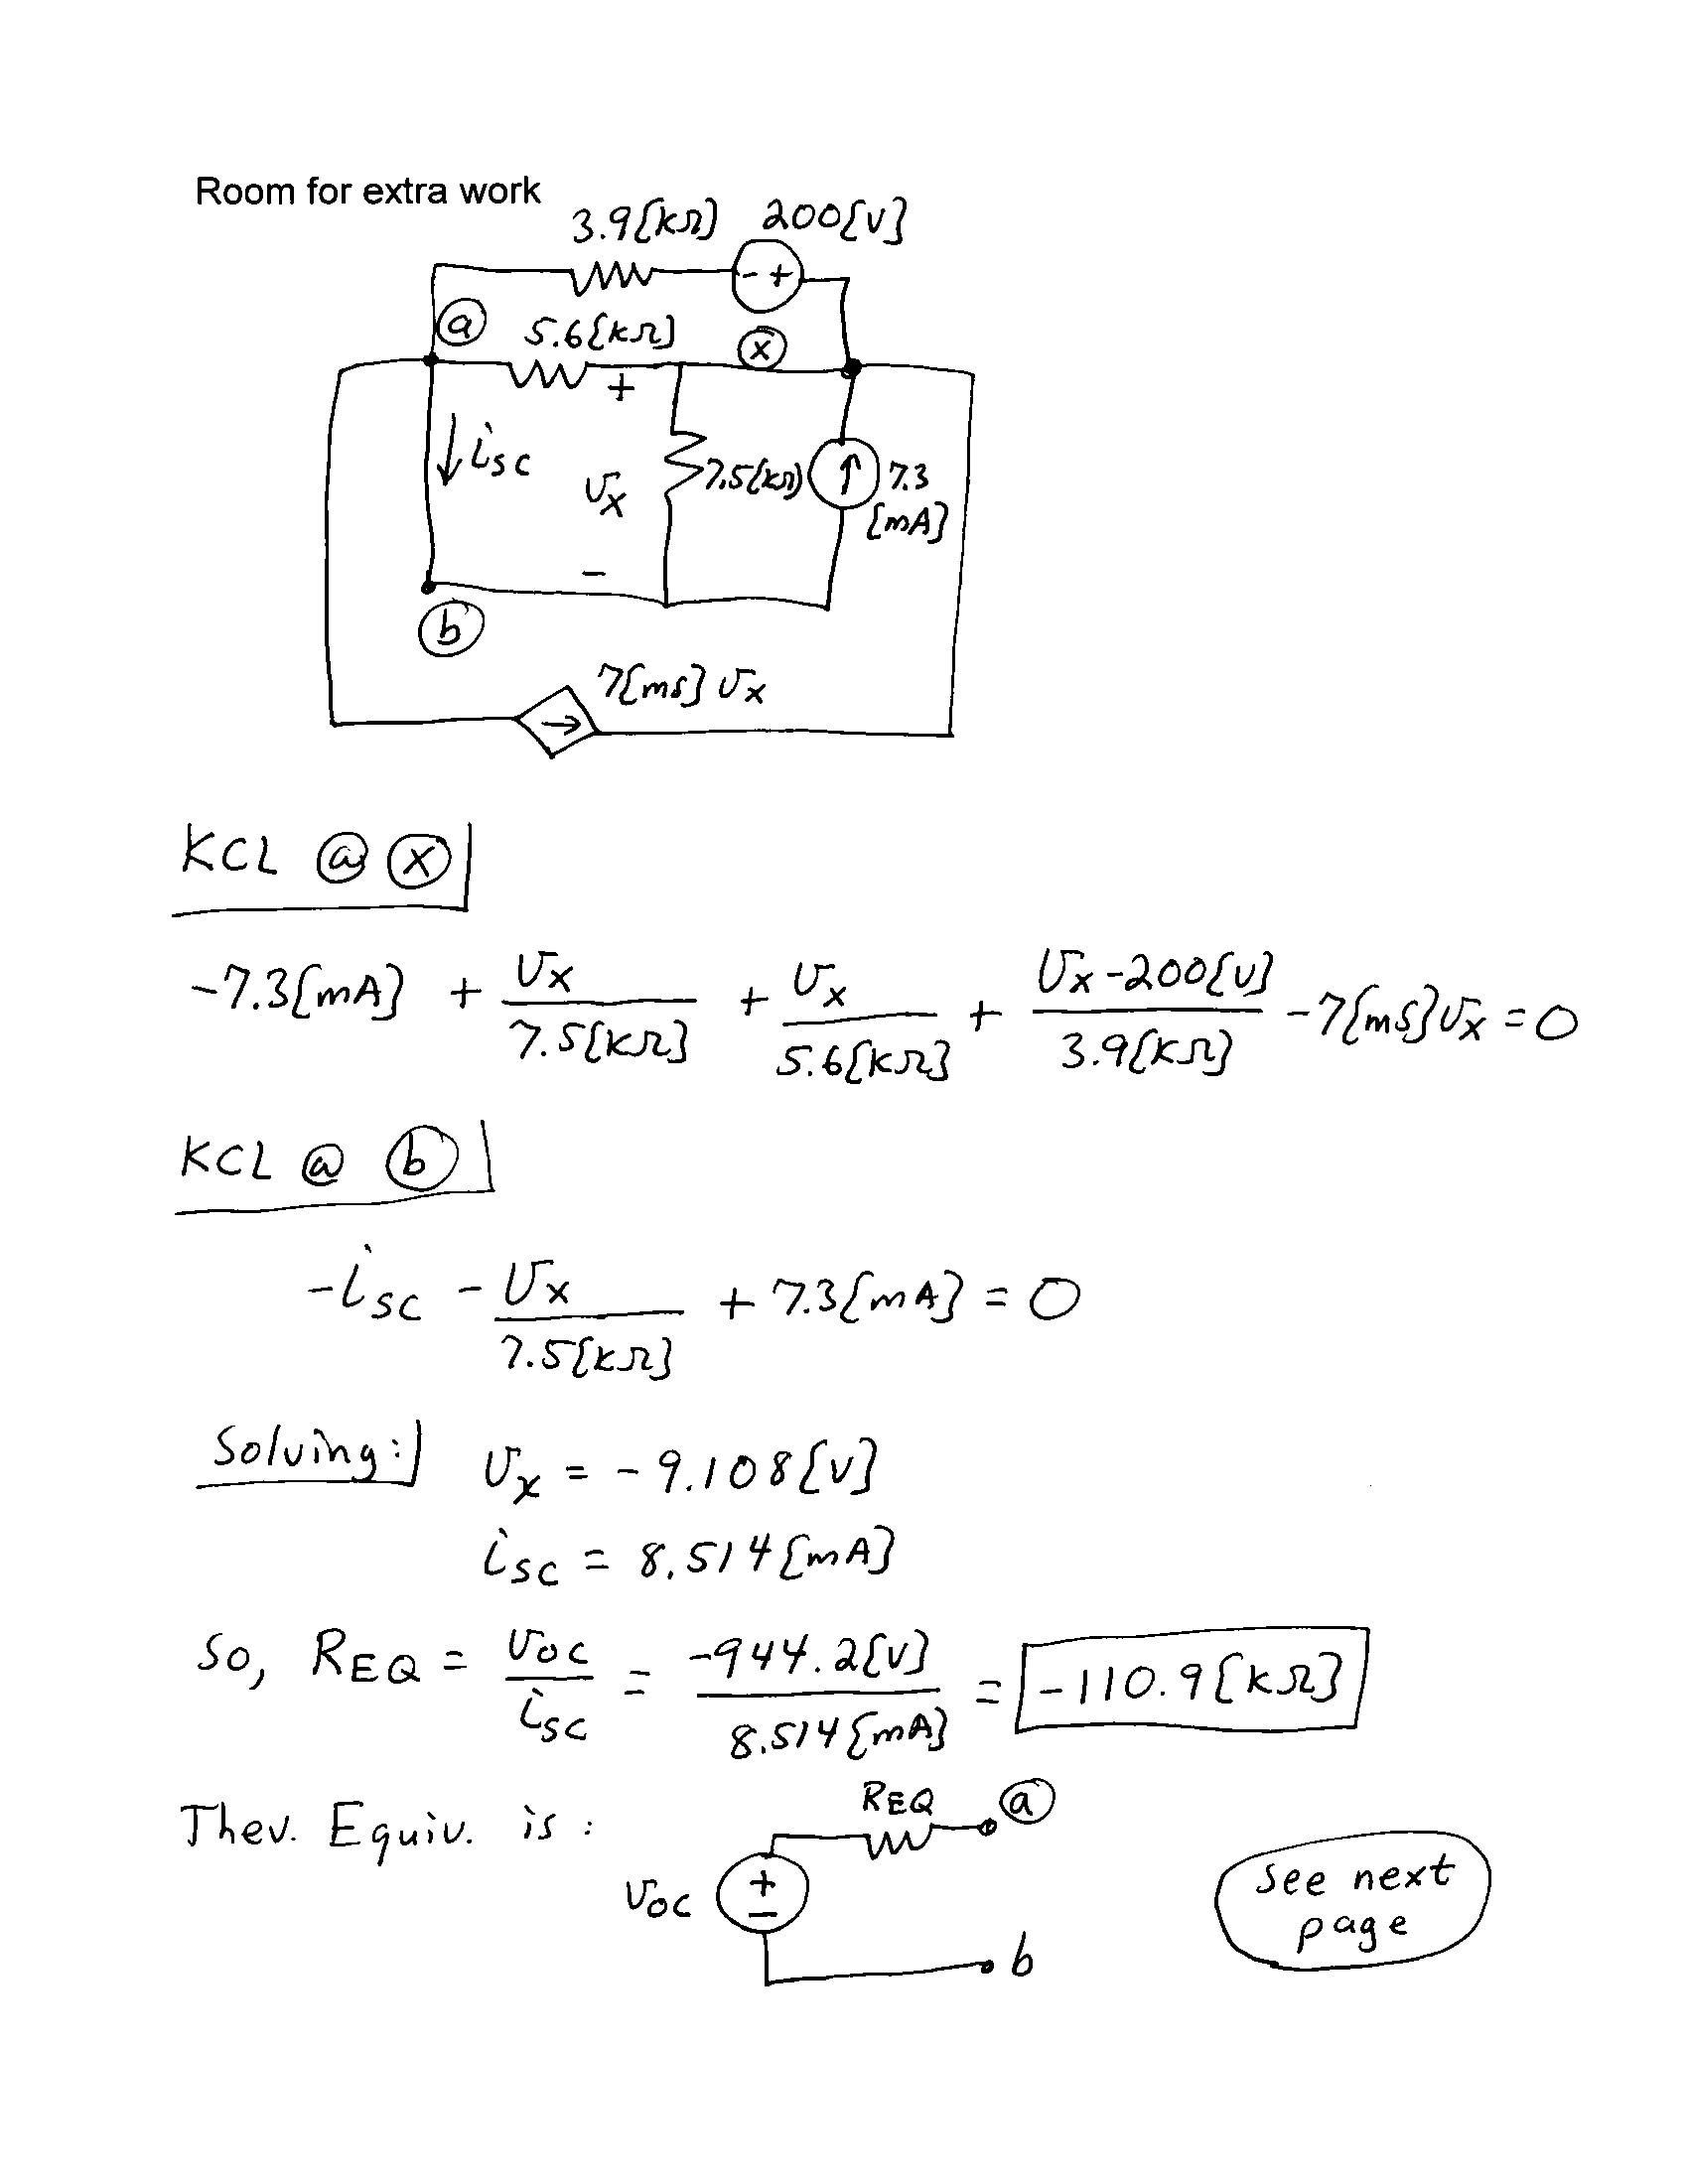 Room for extra work
3.9[kΩ] 200[V]
- +
ⓐ 5.6[kΩ] ⓧ
+
↓ isc vx 7.5[kΩ] ↑ 7.3
[mA]
-
ⓑ
7[mS] vx
→
KCL @ ⓧ
-7.3[mA] + vx/7.5[kΩ] + vx/5.6[kΩ] + (vx-200[V])/3.9[kΩ] - 7[mS]vx = 0
KCL @ ⓑ
-isc - vx/7.5[kΩ] + 7.3[mA] = 0
Solving: vx = -9.108[V]
isc = 8.514[mA]
So, REQ = voc/isc = -944.2[V]/8.514[mA] = -110.9[kΩ]
REQ ⓐ
Thev. Equiv. is:
voc + -
b
see next
page